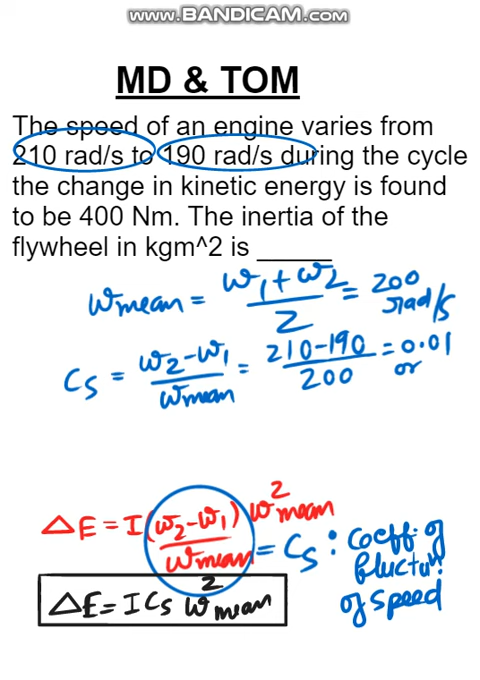 www.BANDICAM.com
MD & TOM
The speed of an engine varies from
210 rad/s to 190 rad/s during the cycle
the change in kinetic energy is found
to be 400 Nm. The inertia of the
flywheel in kgm^2 is _____
ωmean = ω1+ω2/2 = 200 rad/s
Cs = ω2-ω1/ωmean = 210-190/200 = 0.01 or
ΔE = I(ω2-ω1)/ωmean ω²mean
= Cs : Coeff. of
fluctun.
of speed
ΔE = I Cs ω²mean